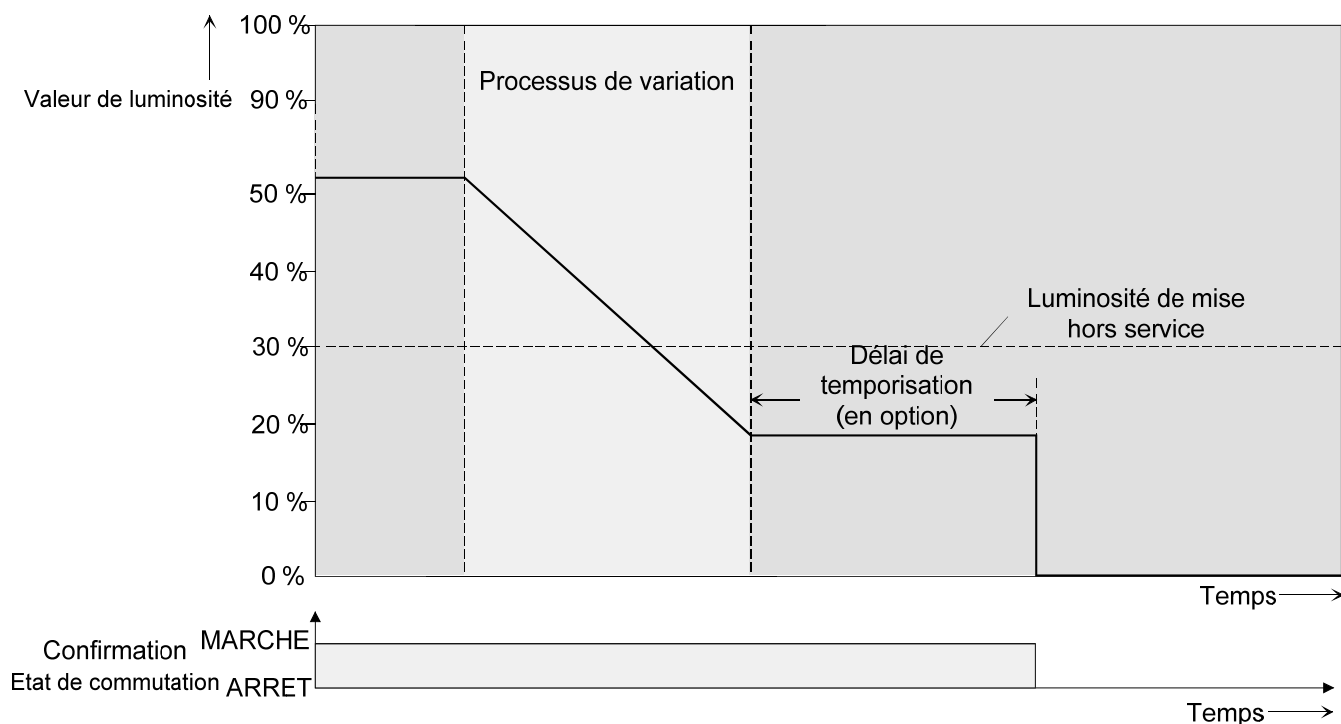 100 %
Valeur de luminosité
90 %
Processus de variation
50 %
40 %
Luminosité de mise
hors service
30 %
Délai de
temporisation
(en option)
20 %
10 %
0 %
Temps
Confirmation
MARCHE
Etat de commutation
ARRET
Temps